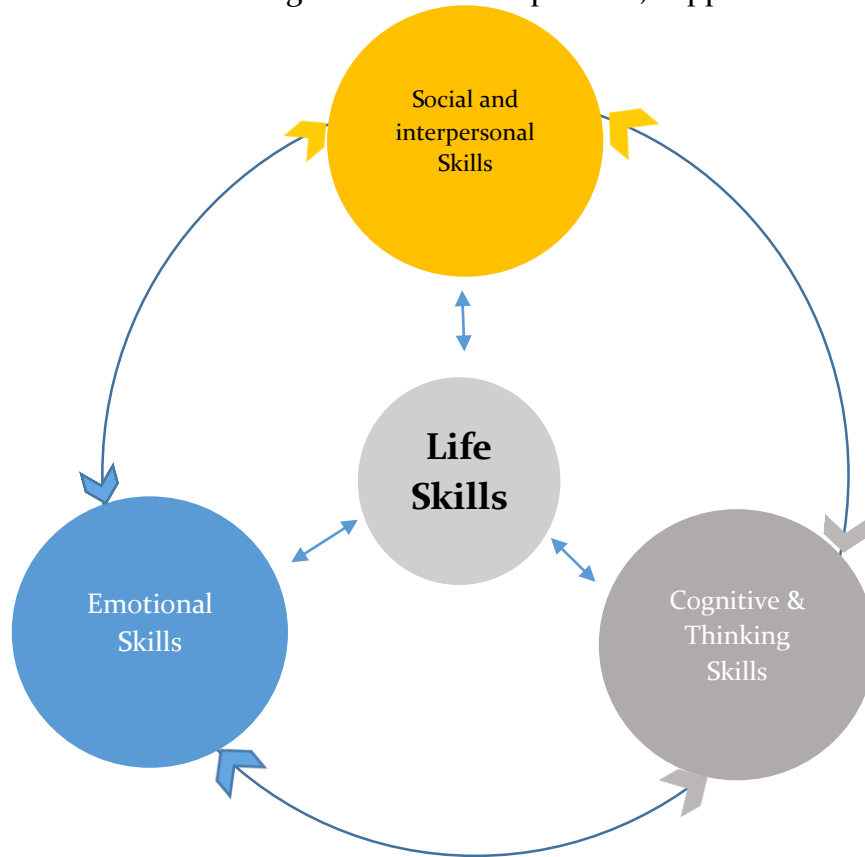 Social and
interpersonal
Skills
Life
Skills
Emotional
Skills
Cognitive &
Thinking
Skills